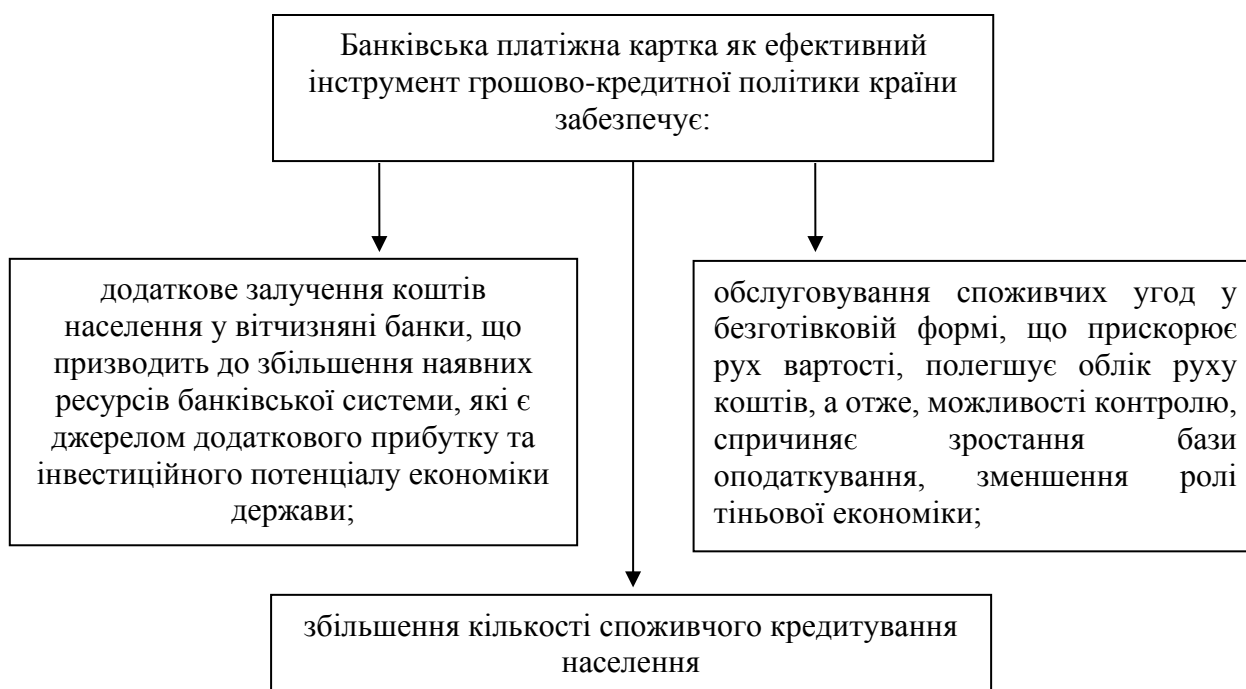 Банківська платіжна картка як ефективний
інструмент грошово-кредитної політики країни
забезпечує:
додаткове залучення коштів
населення у вітчизняні банки, що
призводить до збільшення наявних
ресурсів банківської системи, які є
джерелом додаткового прибутку та
інвестиційного потенціалу економіки
держави;
обслуговування споживчих угод у
безготівковій формі, що прискорює
рух вартості, полегшує облік руху
коштів, а отже, можливості контролю,
спричиняє зростання бази
оподаткування, зменшення ролі
тіньової економіки;
збільшення кількості споживчого кредитування
населення